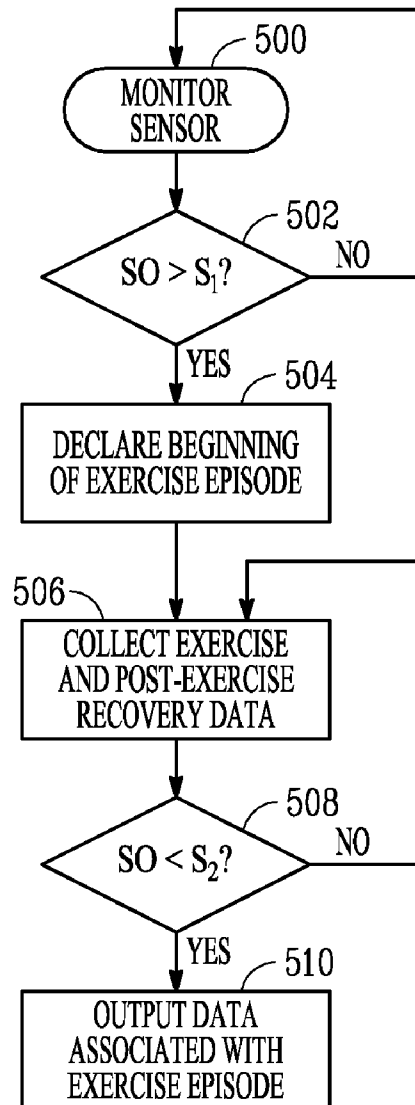 500
MONITOR
SENSOR
502
SO > S₁?
NO
YES
504
DECLARE BEGINNING
OF EXERCISE EPISODE
506
COLLECT EXERCISE
AND POST-EXERCISE
RECOVERY DATA
508
SO < S₂?
NO
YES
510
OUTPUT DATA
ASSOCIATED WITH
EXERCISE EPISODE